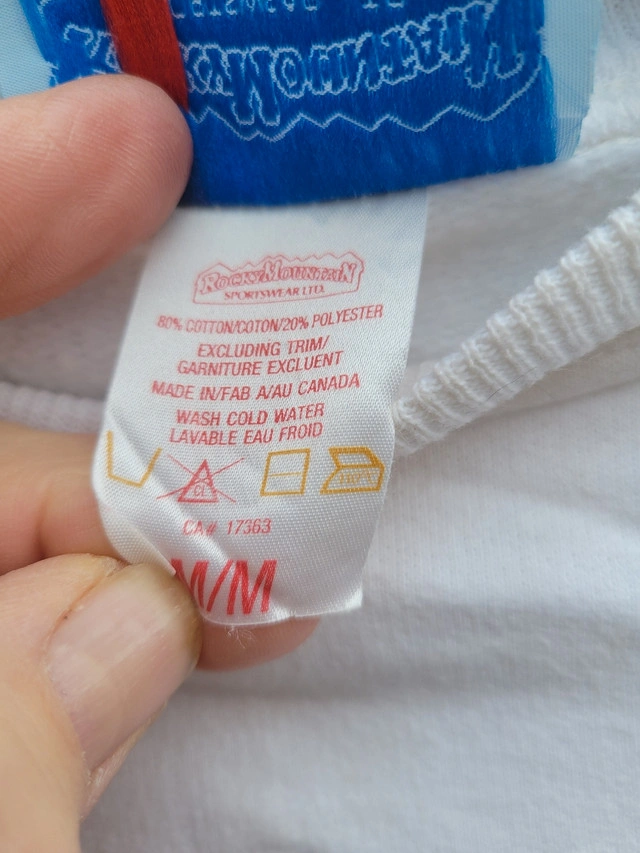 ROCKY MOUNTAIN
SPORTSWEAR LTD.
80% COTTON/COTON/20% POLYESTER
EXCLUDING TRIM/
GARNITURE EXCLUENT
MADE IN/FAB A/AU CANADA
WASH COLD WATER
LAVABLE EAU FROID
CL
CA# 17363
M/M